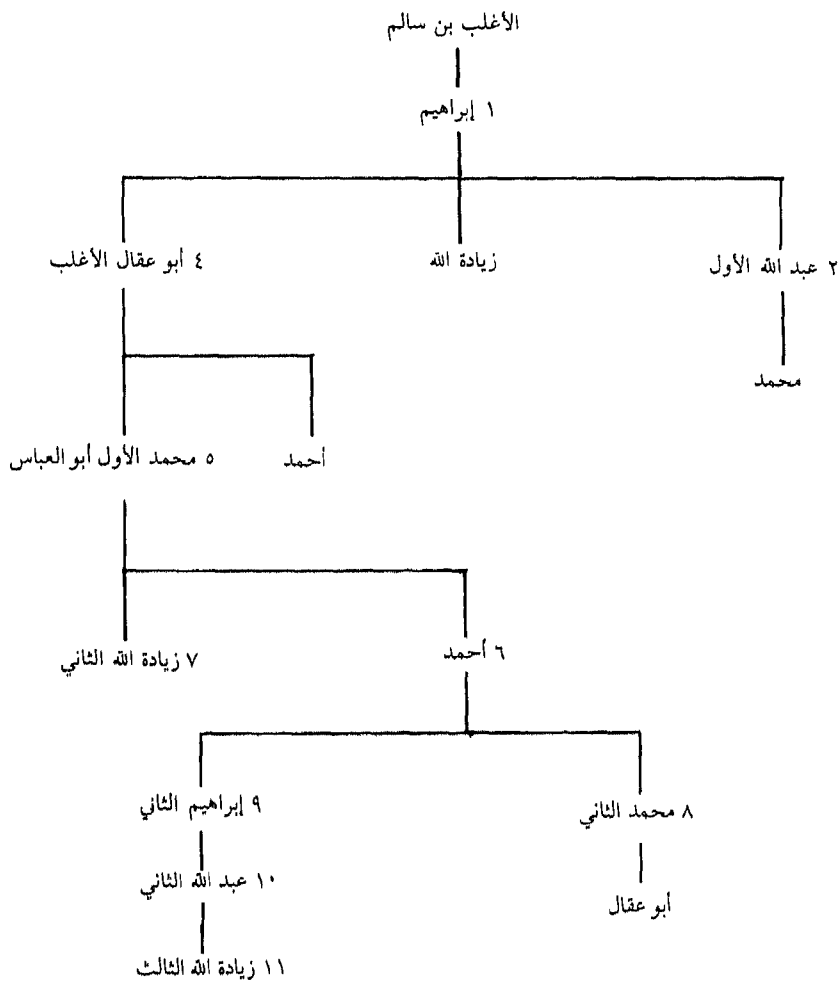 الأغلب بن سالم
١ إبراهيم
٢ عبد الله الأول
زيادة الله
٤ أبو عقال الأغلب
محمد
أحمد
٥ محمد الأول أبو العباس
٦ أحمد
٧ زيادة الله الثاني
٨ محمد الثاني
٩ إبراهيم الثاني
أبو عقال
١٠ عبد الله الثاني
١١ زيادة الله الثالث